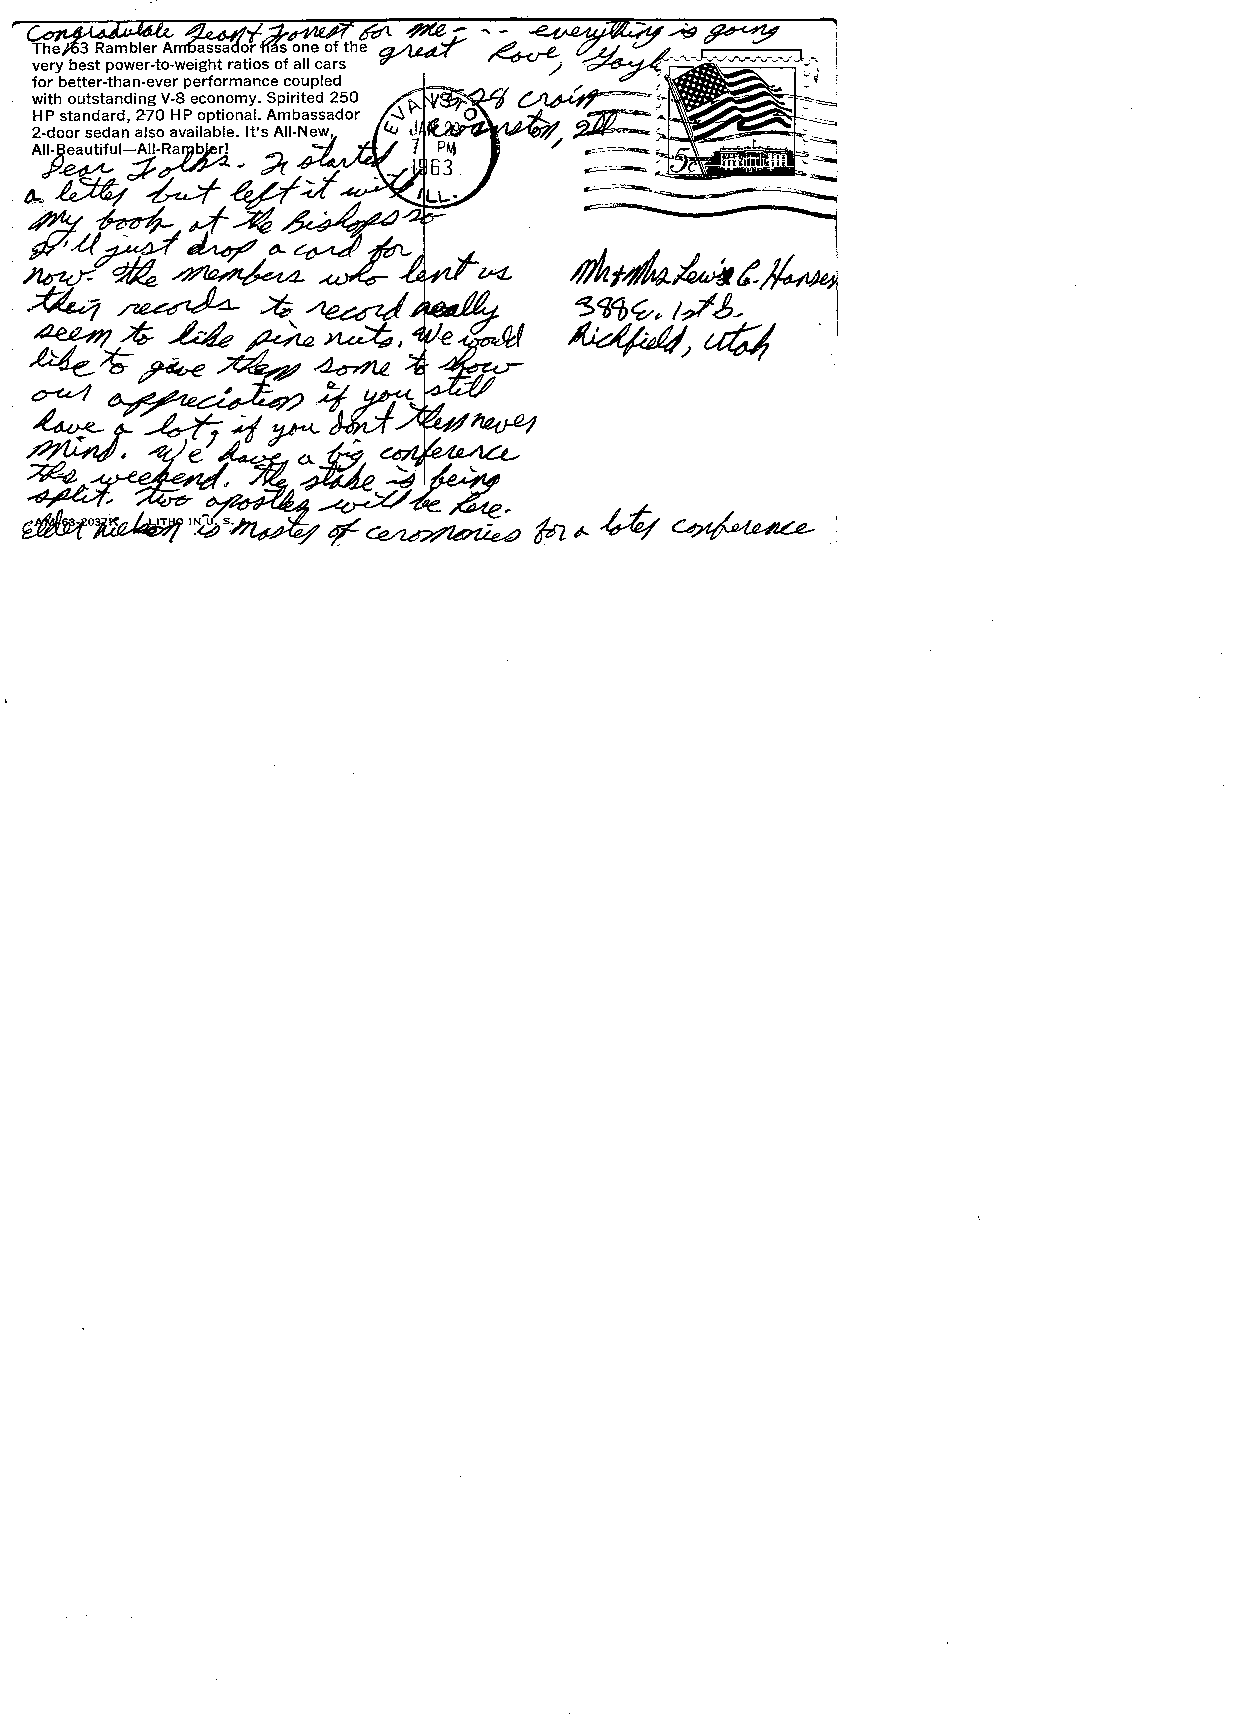 Congradulate Jean + Forrest for me - - - everything is going
great Love, Gayle
The '63 Rambler Ambassador has one of the
very best power-to-weight ratios of all cars
for better-than-ever performance coupled
with outstanding V-8 economy. Spirited 250
HP standard, 270 HP optional. Ambassador
2-door sedan also available. It's All-New,
All-Beautiful—All-Rambler!
Crain
Evanston, Ill
EVANSTON
PM
1963
ILL.
5c
Dear Folks - I started
a letter but left it with
my book at the Bishops so
I'll just drop a card for
now. The members who lent us
their records to record really
seem to like pine nuts. We would
like to give them some to show
our appreciation if you still
have a lot, if you don't then never
mind. We have a big conference
this weekend. The stake is being
split. Two apostles will be here.
Elder Nielson is master of ceromonies for a later conference
LITHO IN U.S.
Mr + Mrs Lewis C. Hansen
388 E. 1st S.
Richfield, Utah